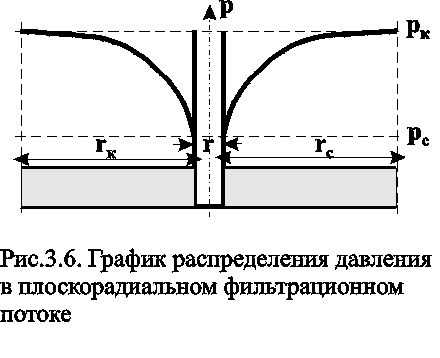 p
pк
pс
rк r rс
Рис.3.6. График распределения давления
в плоскорадиальном фильтрационном
потоке